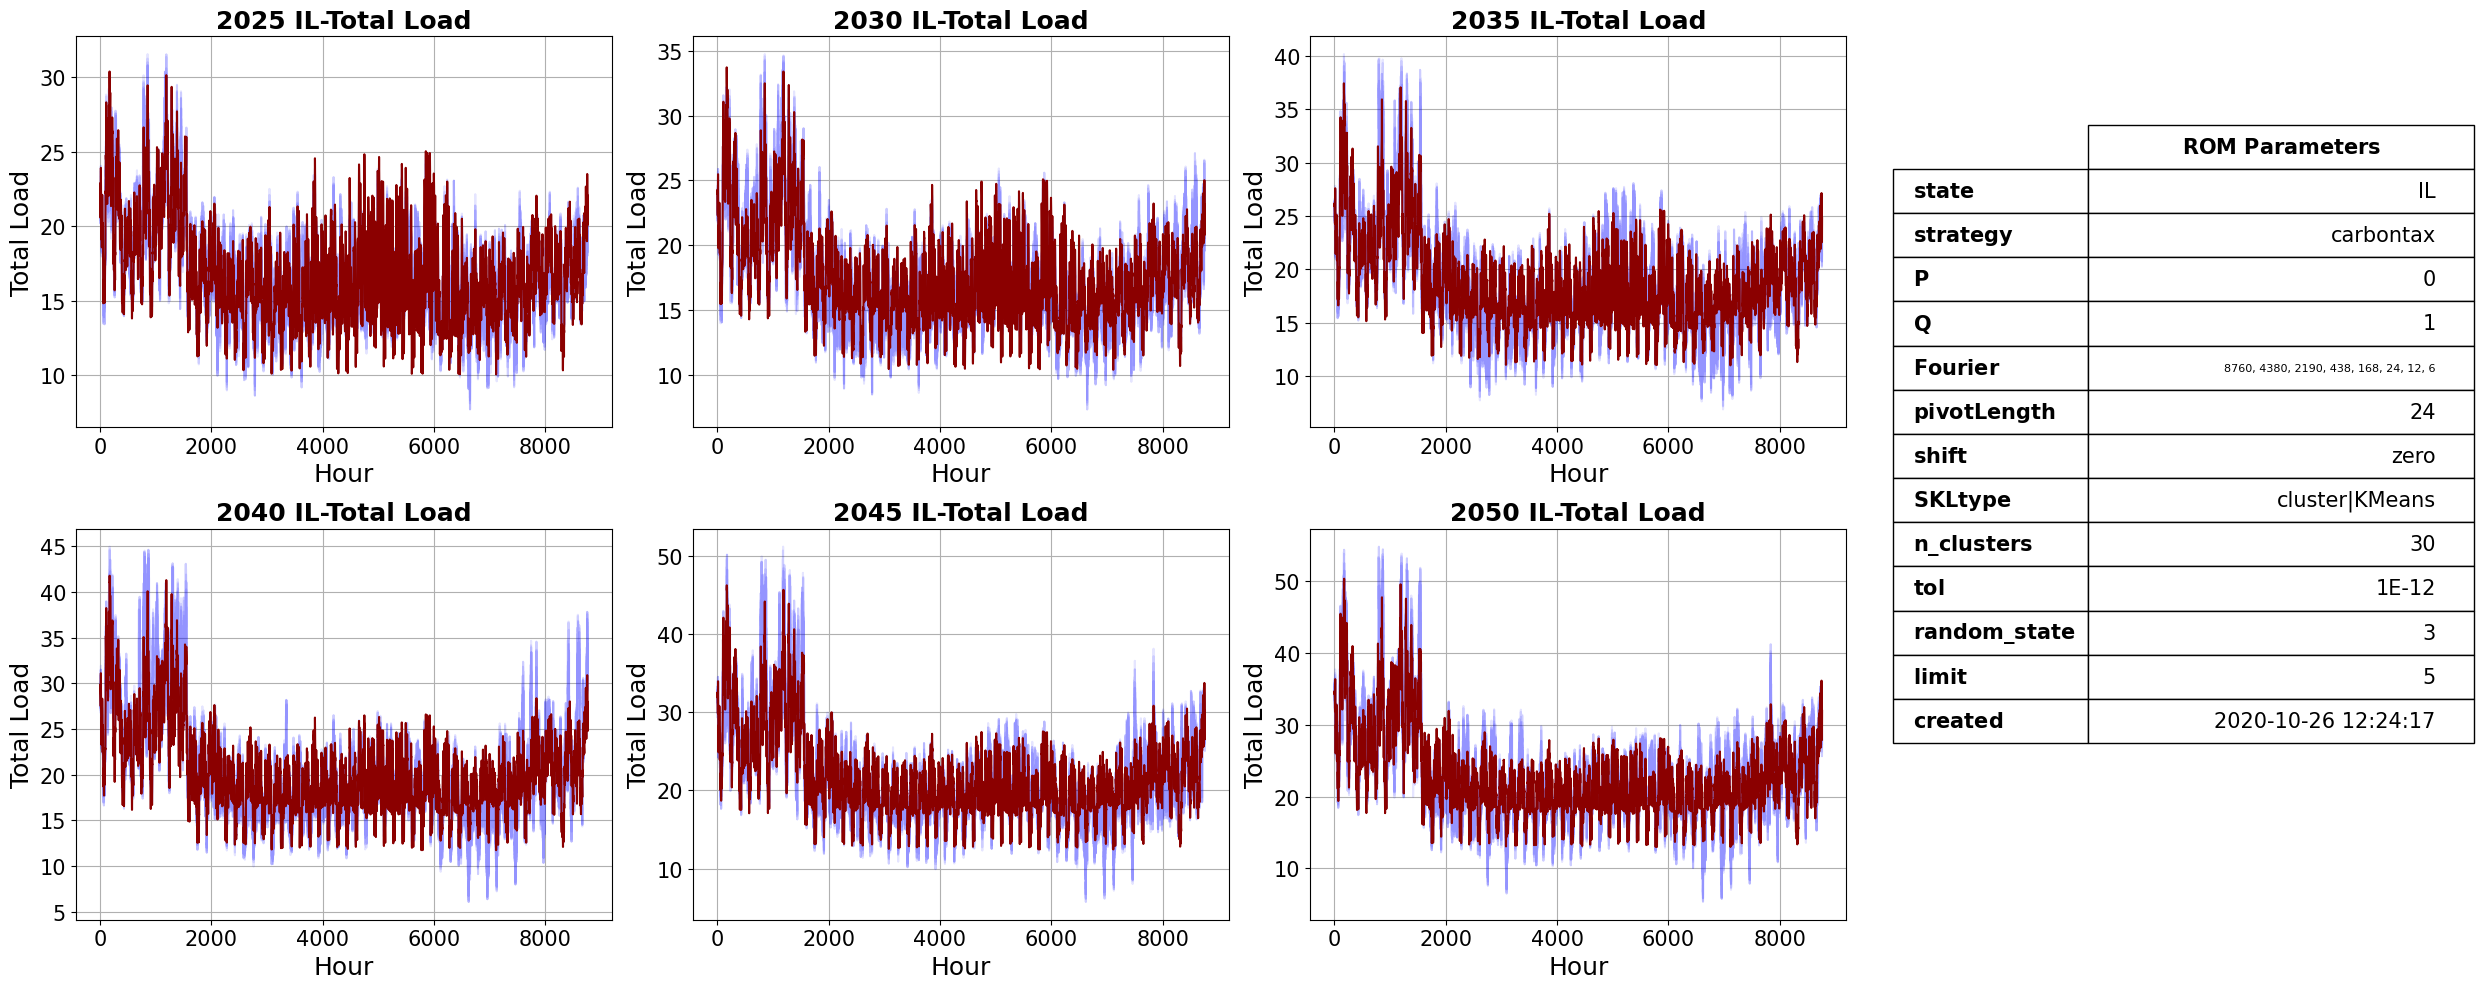 2025 IL-Total Load
Total Load
30
25
20
15
10
0 2000 4000 6000 8000
Hour
2030 IL-Total Load
Total Load
35
30
25
20
15
10
0 2000 4000 6000 8000
Hour
2035 IL-Total Load
Total Load
40
35
30
25
20
15
10
0 2000 4000 6000 8000
Hour
2040 IL-Total Load
Total Load
45
40
35
30
25
20
15
10
5
0 2000 4000 6000 8000
Hour
2045 IL-Total Load
Total Load
50
40
30
20
10
0 2000 4000 6000 8000
Hour
2050 IL-Total Load
Total Load
50
40
30
20
10
0 2000 4000 6000 8000
Hour
ROM Parameters
state IL
strategy carbontax
P 0
Q 1
Fourier 8760, 4380, 2190, 438, 168, 24, 12, 6
pivotLength 24
shift zero
SKLtype cluster|KMeans
n_clusters 30
tol 1E-12
random_state 3
limit 5
created 2020-10-26 12:24:17